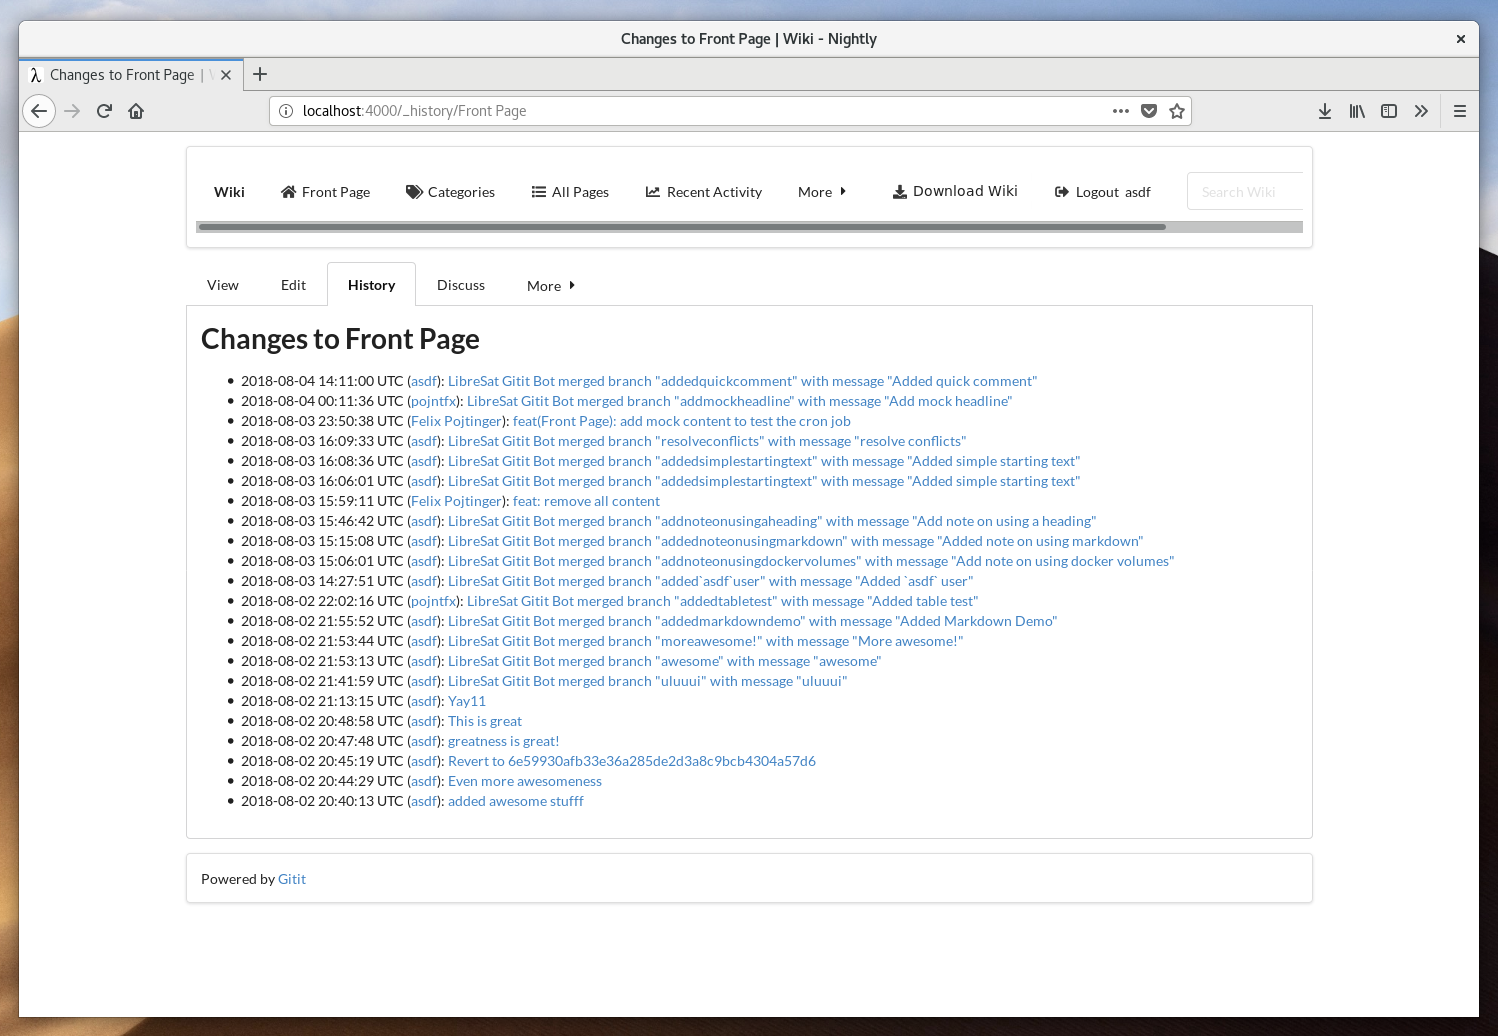 Changes to Front Page | Wiki - Nightly
λ Changes to Front Page |
localhost:4000/_history/Front Page
Wiki Front Page Categories All Pages Recent Activity More Download Wiki Logout asdf Search Wiki
View Edit History Discuss More
Changes to Front Page
• 2018-08-04 14:11:00 UTC (asdf): LibreSat Gitit Bot merged branch "addedquickcomment" with message "Added quick comment"
• 2018-08-04 00:11:36 UTC (pojntfx): LibreSat Gitit Bot merged branch "addmockheadline" with message "Add mock headline"
• 2018-08-03 23:50:38 UTC (Felix Pojtinger): feat(Front Page): add mock content to test the cron job
• 2018-08-03 16:09:33 UTC (asdf): LibreSat Gitit Bot merged branch "resolveconflicts" with message "resolve conflicts"
• 2018-08-03 16:08:36 UTC (asdf): LibreSat Gitit Bot merged branch "addedsimplestartingtext" with message "Added simple starting text"
• 2018-08-03 16:06:01 UTC (asdf): LibreSat Gitit Bot merged branch "addedsimplestartingtext" with message "Added simple starting text"
• 2018-08-03 15:59:11 UTC (Felix Pojtinger): feat: remove all content
• 2018-08-03 15:46:42 UTC (asdf): LibreSat Gitit Bot merged branch "addnoteonusingaheading" with message "Add note on using a heading"
• 2018-08-03 15:15:08 UTC (asdf): LibreSat Gitit Bot merged branch "addednoteonusingmarkdown" with message "Added note on using markdown"
• 2018-08-03 15:06:01 UTC (asdf): LibreSat Gitit Bot merged branch "addnoteonusingdockervolumes" with message "Add note on using docker volumes"
• 2018-08-03 14:27:51 UTC (asdf): LibreSat Gitit Bot merged branch "added`asdf`user" with message "Added `asdf` user"
• 2018-08-02 22:02:16 UTC (pojntfx): LibreSat Gitit Bot merged branch "addedtabletest" with message "Added table test"
• 2018-08-02 21:55:52 UTC (asdf): LibreSat Gitit Bot merged branch "addedmarkdowndemo" with message "Added Markdown Demo"
• 2018-08-02 21:53:44 UTC (asdf): LibreSat Gitit Bot merged branch "moreawesome!" with message "More awesome!"
• 2018-08-02 21:53:13 UTC (asdf): LibreSat Gitit Bot merged branch "awesome" with message "awesome"
• 2018-08-02 21:41:59 UTC (asdf): LibreSat Gitit Bot merged branch "uluuui" with message "uluuui"
• 2018-08-02 21:13:15 UTC (asdf): Yay11
• 2018-08-02 20:48:58 UTC (asdf): This is great
• 2018-08-02 20:47:48 UTC (asdf): greatness is great!
• 2018-08-02 20:45:19 UTC (asdf): Revert to 6e59930afb33e36a285de2d3a8c9bcb4304a57d6
• 2018-08-02 20:44:29 UTC (asdf): Even more awesomeness
• 2018-08-02 20:40:13 UTC (asdf): added awesome stufff
Powered by Gitit